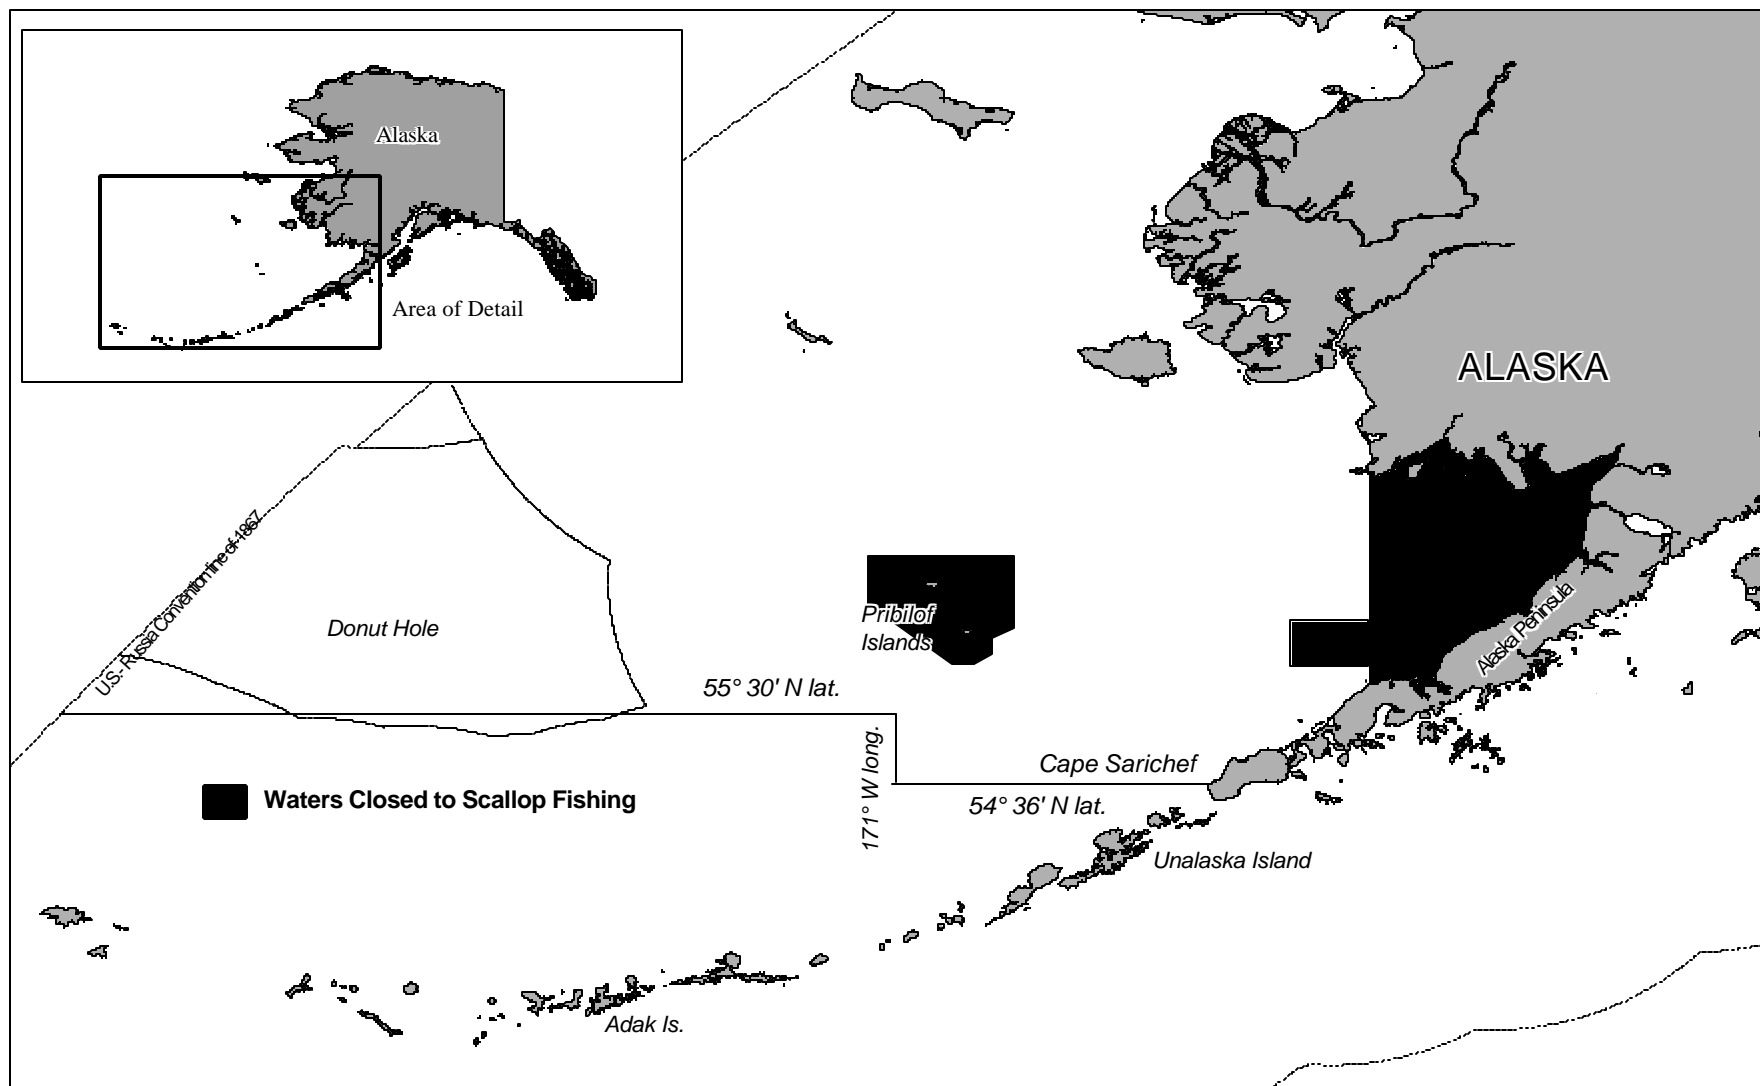 Alaska
Area of Detail
ALASKA
U.S.- Russia Convention line of 1867
Donut Hole
Pribilof
Islands
Alaska Peninsula
55° 30' N lat.
171° W long.
Cape Sarichef
54° 36' N lat.
Waters Closed to Scallop Fishing
Unalaska Island
Adak Is.